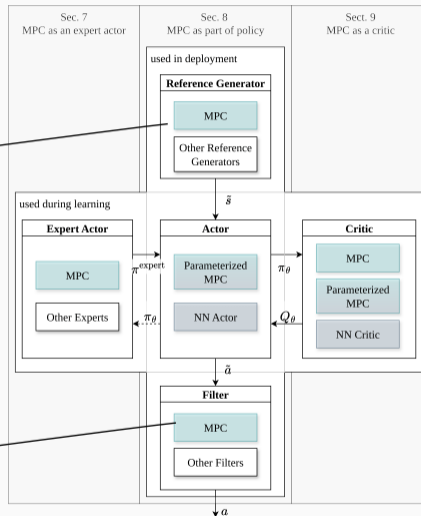 Sec. 7
MPC as an expert actor
Sec. 8
MPC as part of policy
Sect. 9
MPC as a critic
used in deployment
Reference Generator
MPC
Other Reference
Generators
s̃
used during learning
Expert Actor
MPC
Other Experts
π^expert
π_θ
Actor
Parameterized
MPC
NN Actor
π_θ
Q_θ
Critic
MPC
Parameterized
MPC
NN Critic
ã
Filter
MPC
Other Filters
a